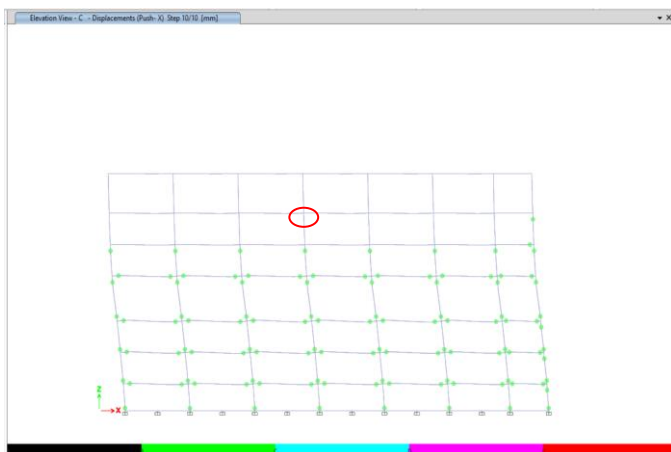 Elevation View - C - Displacements (Push- X) Step 10/10 [mm]
Z
X